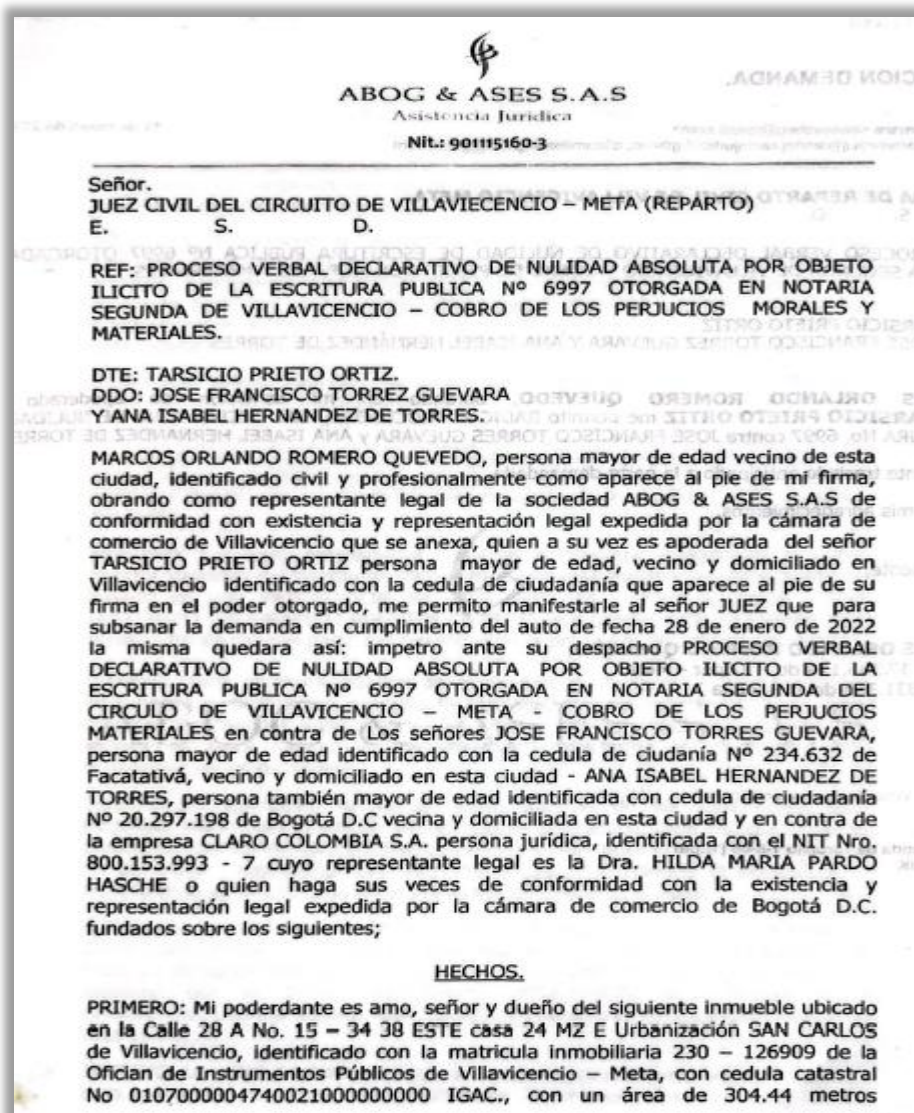 ABOG & ASES S.A.S
Asistencia Juridica
Nit.: 901115160-3
Señor.
JUEZ CIVIL DEL CIRCUITO DE VILLAVIECENCIO – META (REPARTO)
E. S. D.
REF: PROCESO VERBAL DECLARATIVO DE NULIDAD ABSOLUTA POR OBJETO
ILICITO DE LA ESCRITURA PUBLICA Nº 6997 OTORGADA EN NOTARIA
SEGUNDA DE VILLAVICENCIO – COBRO DE LOS PERJUCIOS MORALES Y
MATERIALES.
DTE: TARSICIO PRIETO ORTIZ.
DDO: JOSE FRANCISCO TORREZ GUEVARA
Y ANA ISABEL HERNANDEZ DE TORRES.
MARCOS ORLANDO ROMERO QUEVEDO, persona mayor de edad vecino de esta
ciudad, identificado civil y profesionalmente como aparece al pie de mi firma,
obrando como representante legal de la sociedad ABOG & ASES S.A.S de
conformidad con existencia y representación legal expedida por la cámara de
comercio de Villavicencio que se anexa, quien a su vez es apoderada del señor
TARSICIO PRIETO ORTIZ persona mayor de edad, vecino y domiciliado en
Villavicencio identificado con la cedula de ciudadanía que aparece al pie de su
firma en el poder otorgado, me permito manifestarle al señor JUEZ que para
subsanar la demanda en cumplimiento del auto de fecha 28 de enero de 2022
la misma quedara así: impetro ante su despacho PROCESO VERBAL
DECLARATIVO DE NULIDAD ABSOLUTA POR OBJETO ILICITO DE LA
ESCRITURA PUBLICA Nº 6997 OTORGADA EN NOTARIA SEGUNDA DEL
CIRCULO DE VILLAVICENCIO – META - COBRO DE LOS PERJUCIOS
MATERIALES en contra de Los señores JOSE FRANCISCO TORRES GUEVARA,
persona mayor de edad identificado con la cedula de ciudanía Nº 234.632 de
Facatativá, vecino y domiciliado en esta ciudad - ANA ISABEL HERNANDEZ DE
TORRES, persona también mayor de edad identificada con cedula de ciudadanía
Nº 20.297.198 de Bogotá D.C vecina y domiciliada en esta ciudad y en contra de
la empresa CLARO COLOMBIA S.A. persona jurídica, identificada con el NIT Nro
800.153.993 - 7 cuyo representante legal es la Dra. HILDA MARIA PARDO
HASCHE o quien haga sus veces de conformidad con la existencia y
representación legal expedida por la cámara de comercio de Bogotá D.C.
fundados sobre los siguientes;
HECHOS.
PRIMERO: Mi poderdante es amo, señor y dueño del siguiente inmueble ubicado
en la Calle 28 A No. 15 – 34 38 ESTE casa 24 MZ E Urbanización SAN CARLOS
de Villavicencio, identificado con la matricula inmobiliaria 230 – 126909 de la
Ofician de Instrumentos Públicos de Villavicencio – Meta, con cedula catastral
No 010700000474002100000000 IGAC., con un área de 304.44 metros